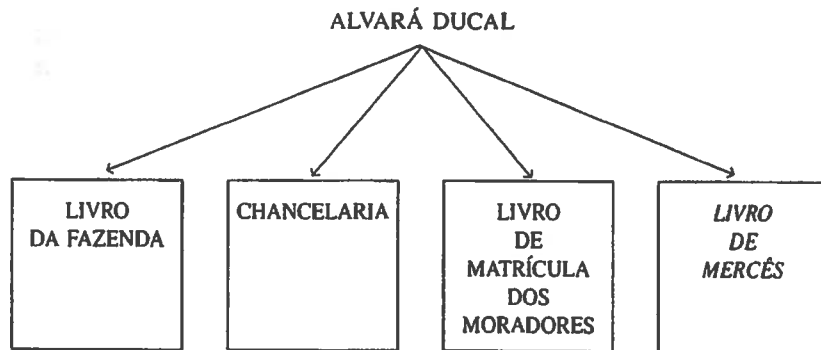 ALVARÁ DUCAL
LIVRO
DA FAZENDA
CHANCELARIA
LIVRO
DE
MATRÍCULA
DOS
MORADORES
LIVRO
DE
MERCÊS